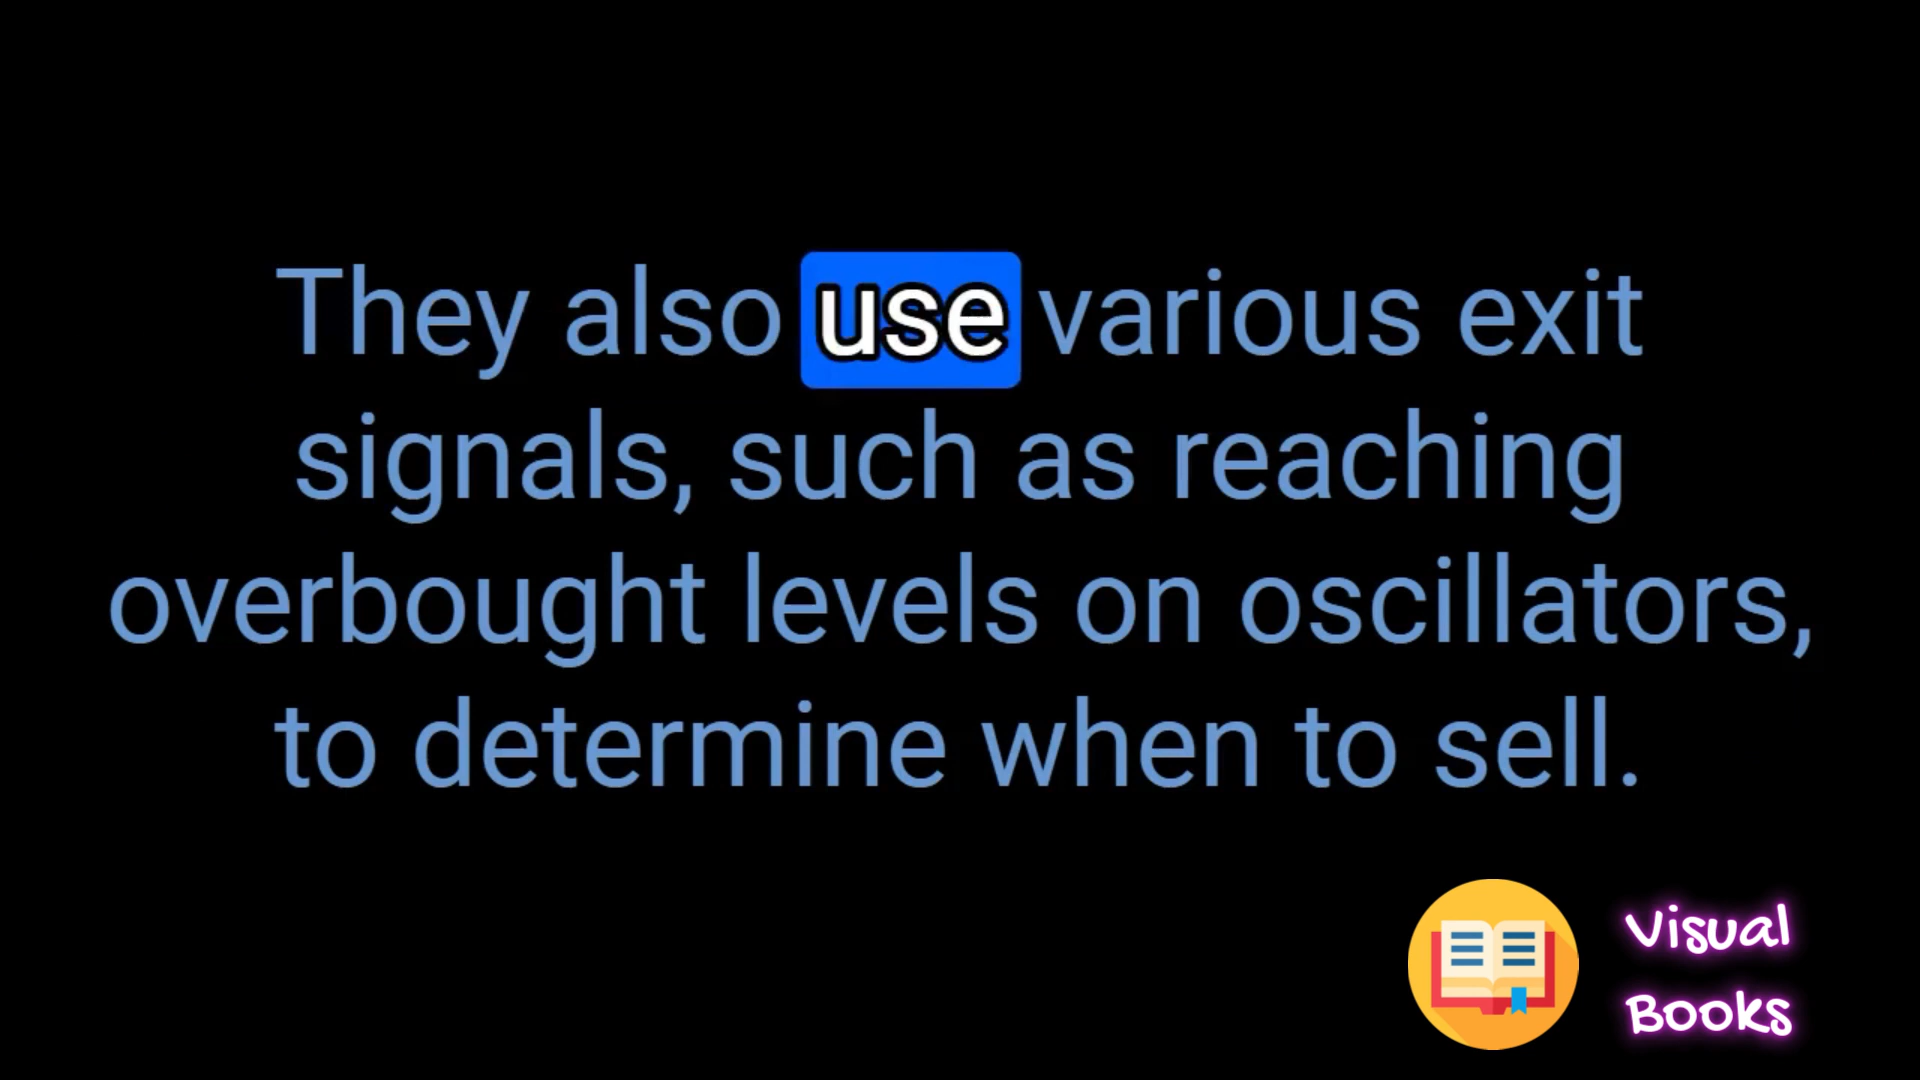 They also use various exit
signals, such as reaching
overbought levels on oscillators,
to determine when to sell.
Visual
Books